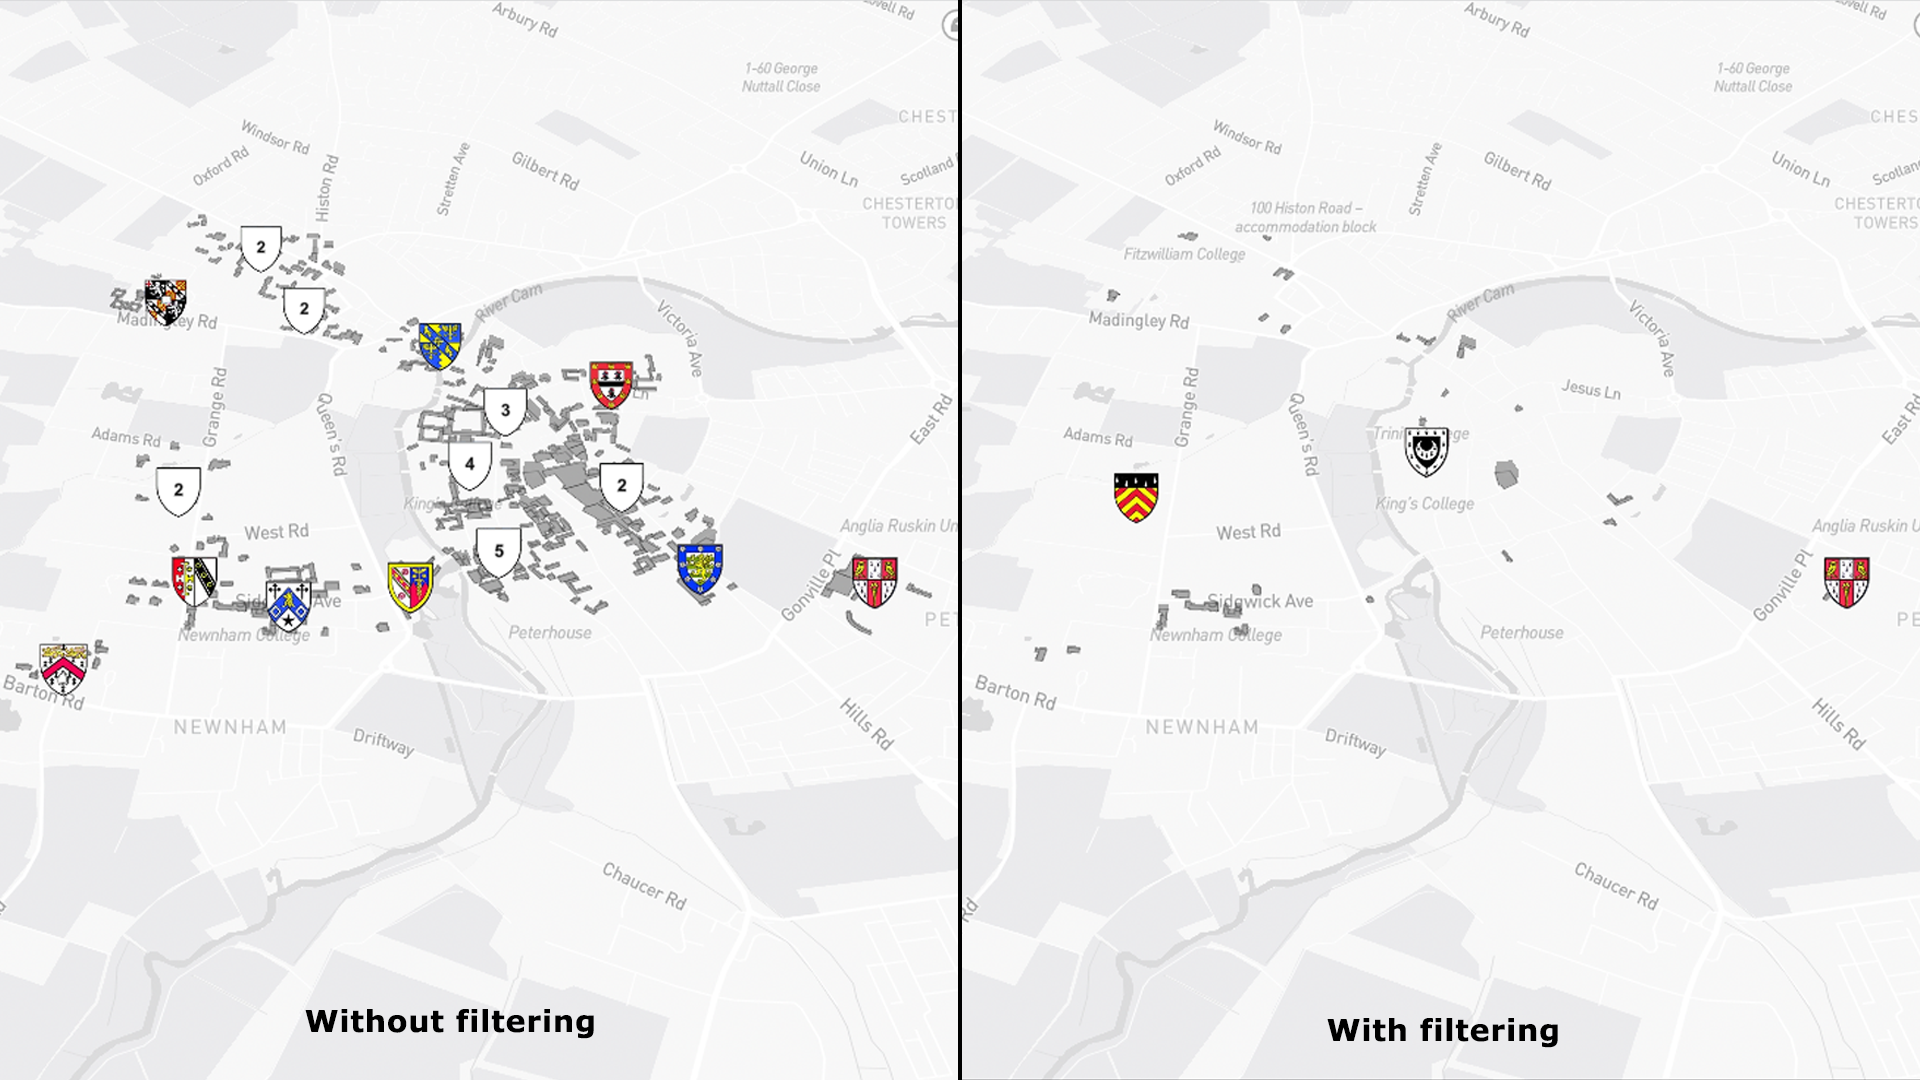 Arbury Rd
1-60 George
Nuttall Close
CHEST
Windsor Rd
Oxford Rd
Histon Rd
Stretten Ave
Gilbert Rd
Union Ln
Scotland
CHESTERTO
TOWERS
2
2
Madingley Rd
River Cam
Victoria Ave
Grange Rd
Queen's Rd
3
Ln
East Rd
Adams Rd
4
2
2
West Rd
5
Anglia Ruskin Un
Gonville Pl
Ave
Newnham College
Peterhouse
PET
Barton Rd
NEWNHAM
Driftway
Hills Rd
Chaucer Rd
Without filtering
Arbury Rd
1-60 George
Nuttall Close
CHES
Windsor Rd
Oxford Rd
Stretten Ave
Gilbert Rd
Union Ln
Scotland
100 Histon Road –
accommodation block
CHESTERTO
TOWERS
Fitzwilliam College
Madingley Rd
River Cam
Victoria Ave
Grange Rd
Queen's Rd
Jesus Ln
East Rd
Adams Rd
King's College
West Rd
Anglia Ruskin U
Gonville Pl
Sidgwick Ave
Newnham College
Peterhouse
PE
Barton Rd
NEWNHAM
Driftway
Hills Rd
Chaucer Rd
Rd
With filtering